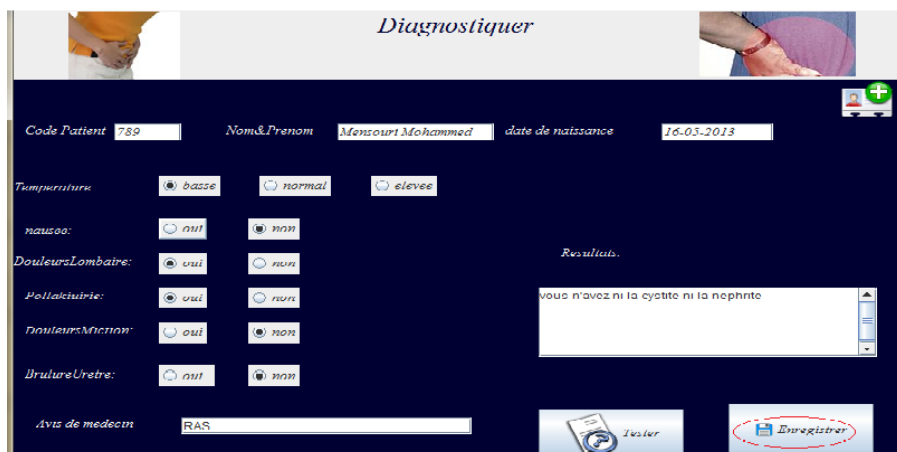 Diagnostiquer
Code Patient 789 Nom&Prenom Mensouri Mohammed date de naissance 16-05-2013
Temperature basse normal elevee
nausee: oui non
DouleursLombaire: oui non
Pollakiuirie: oui non
DouleursMiction: oui non
BrulureUretre: oui non
Resultats:
vous n'avez ni la cystite ni la nephrite
Avis de medecin RAS
Tester
Enregistrer